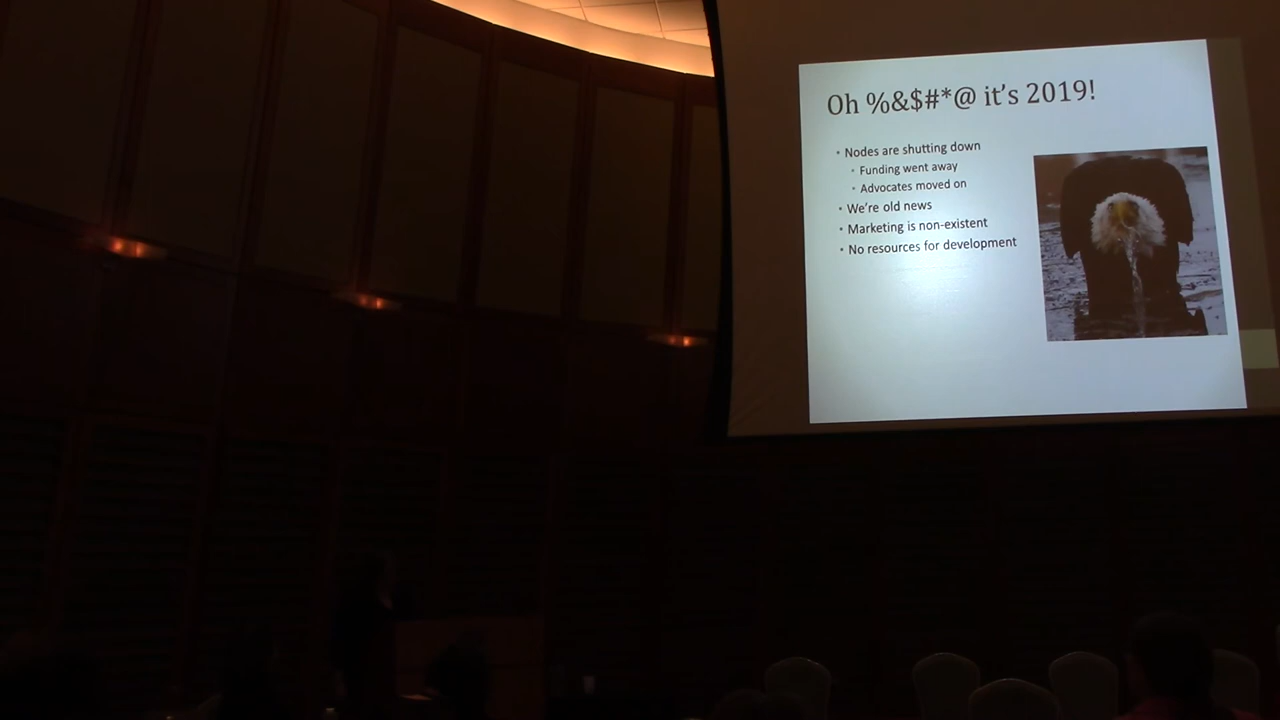 Oh %&$#*@ it's 2019!
• Nodes are shutting down
• Funding went away
• Advocates moved on
• We're old news
• Marketing is non-existent
• No resources for development